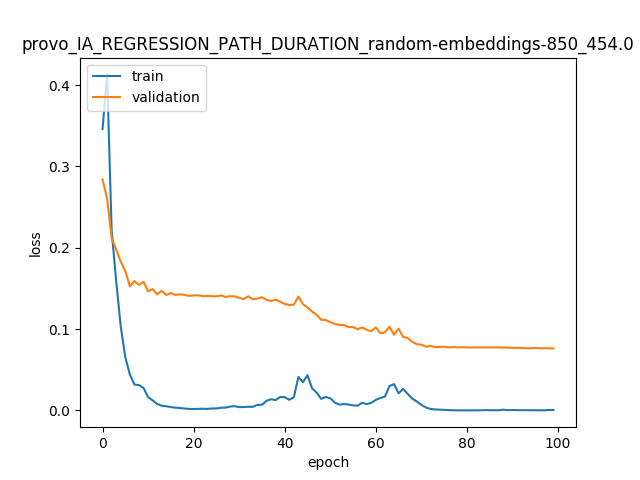 provo_IA_REGRESSION_PATH_DURATION_random-embeddings-850_454.0
train
validation
0.4
0.3
0.2
0.1
0.0
loss
0 20 40 60 80 100
epoch